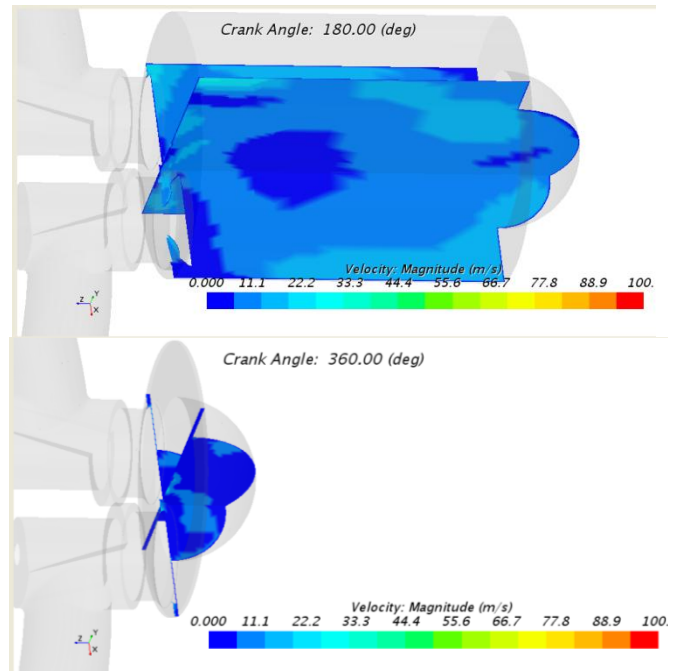 Crank Angle: 180.00 (deg)
Velocity: Magnitude (m/s)
0.000 11.1 22.2 33.3 44.4 55.6 66.7 77.8 88.9 100.
Z Y X
Crank Angle: 360.00 (deg)
Velocity: Magnitude (m/s)
0.000 11.1 22.2 33.3 44.4 55.6 66.7 77.8 88.9 100.
Z Y X